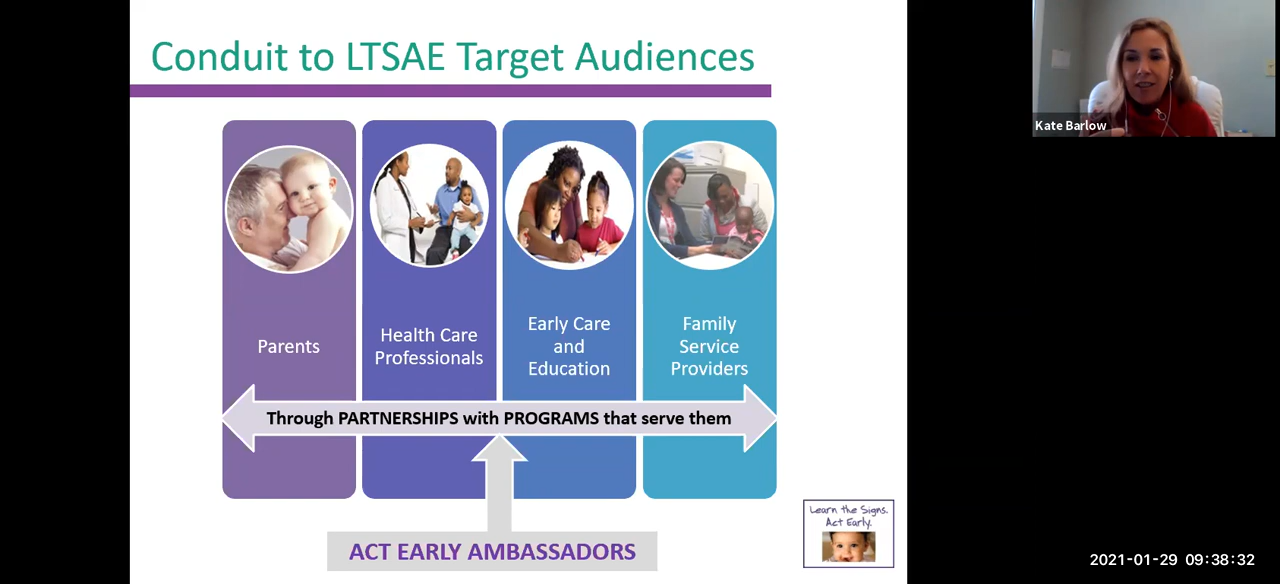 Conduit to LTSAE Target Audiences
Kate Barlow
Parents
Health Care
Professionals
Early Care
and
Education
Family
Service
Providers
Through PARTNERSHIPS with PROGRAMS that serve them
ACT EARLY AMBASSADORS
Learn the Signs.
Act Early.
2021-01-29 09:38:32